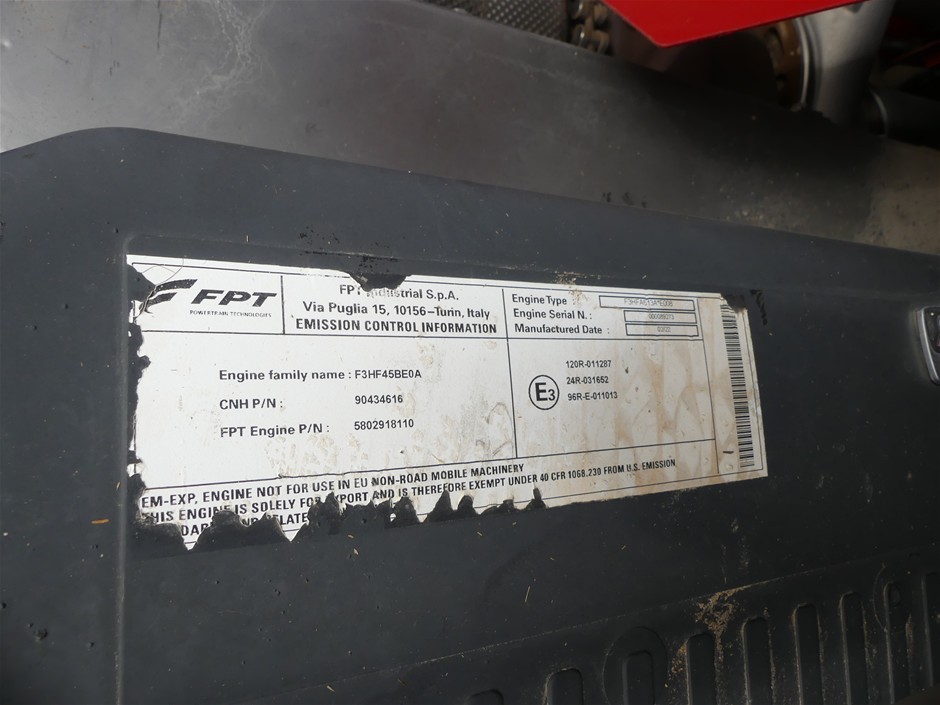 FPT
POWERTRAIN TECHNOLOGIES
FPT Industrial S.p.A.
Via Puglia 15, 10156-Turin, Italy
EMISSION CONTROL INFORMATION
Engine Type :
Engine Serial N. :
Manufactured Date :
Engine family name : F3HF45BE0A
CNH P/N : 90434616
FPT Engine P/N : 5802918110
E3
120R-011287
24R-031652
96R-E-011013
EM-EXP, ENGINE NOT FOR USE IN EU NON-ROAD MOBILE MACHINERY
THIS ENGINE IS SOLELY FOR EXPORT AND IS THEREFORE EXEMPT UNDER 40 CFR 1068.230 FROM U.S. EMISSION